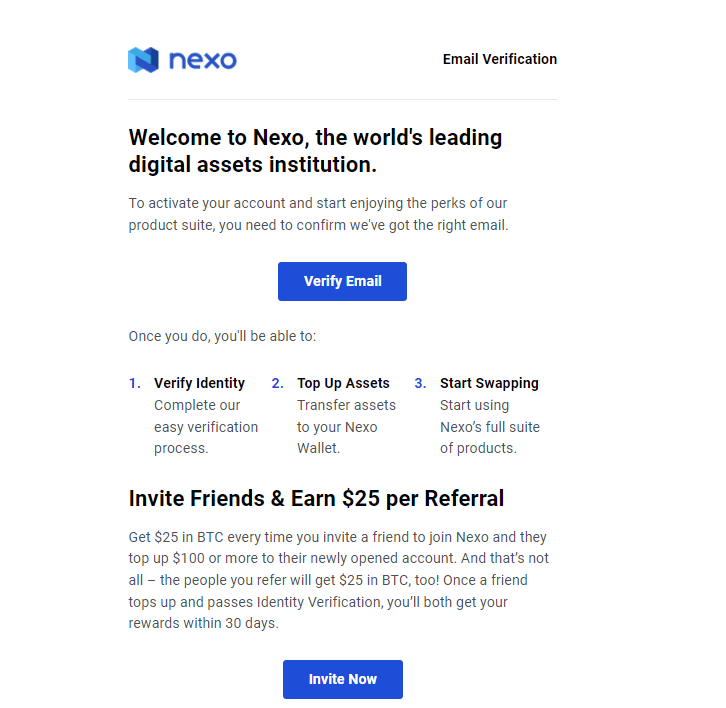 nexo
Email Verification
Welcome to Nexo, the world's leading
digital assets institution.
To activate your account and start enjoying the perks of our
product suite, you need to confirm we've got the right email.
Verify Email
Once you do, you'll be able to:
1. Verify Identity
Complete our
easy verification
process.
2. Top Up Assets
Transfer assets
to your Nexo
Wallet.
3. Start Swapping
Start using
Nexo’s full suite
of products.
Invite Friends & Earn $25 per Referral
Get $25 in BTC every time you invite a friend to join Nexo and they
top up $100 or more to their newly opened account. And that’s not
all – the people you refer will get $25 in BTC, too! Once a friend
tops up and passes Identity Verification, you’ll both get your
rewards within 30 days.
Invite Now